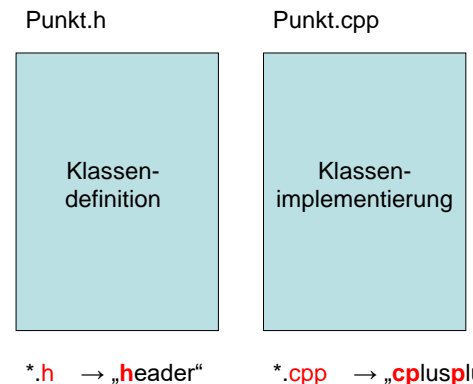 Punkt.h
Punkt.cpp
Klassen-
definition
Klassen-
implementierung
*.h → „header“
*.cpp → „cplusplu